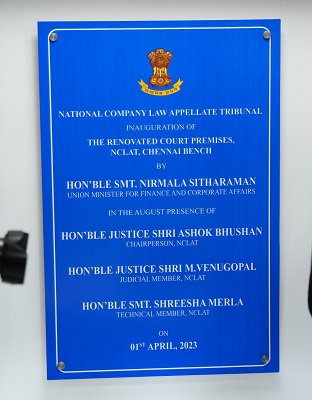 NATIONAL COMPANY LAW APPELLATE TRIBUNAL
INAUGURATION OF
THE RENOVATED COURT PREMISES,
NCLAT, CHENNAI BENCH
BY
HON'BLE SMT. NIRMALA SITHARAMAN
UNION MINISTER FOR FINANCE AND CORPORATE AFFAIRS
IN THE AUGUST PRESENCE OF
HON'BLE JUSTICE SHRI ASHOK BHUSHAN
CHAIRPERSON, NCLAT
HON'BLE JUSTICE SHRI M.VENUGOPAL
JUDICIAL MEMBER, NCLAT
HON'BLE SMT. SHREESHA MERLA
TECHNICAL MEMBER, NCLAT
ON
01ST APRIL, 2023